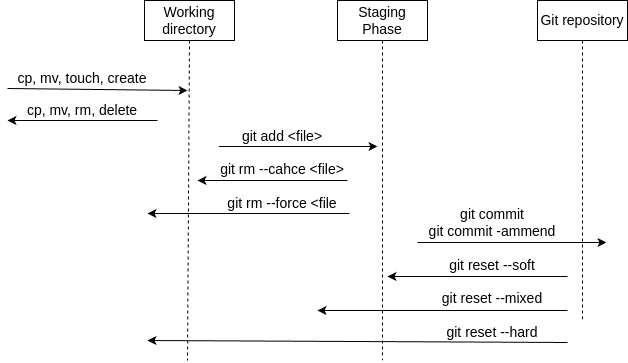 Working
directory
Staging
Phase
Git repository
cp, mv, touch, create
cp, mv, rm, delete
git add <file>
git rm --cahce <file>
git rm --force <file
git commit
git commit -ammend
git reset --soft
git reset --mixed
git reset --hard